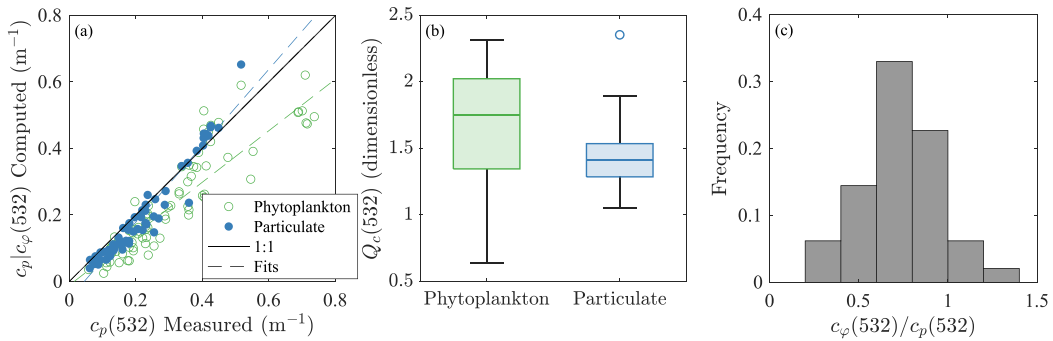 (a)
0.8
0.6
0.4
0.2
0
0
0.2
0.4
0.6
0.8
c_p|c_φ(532) Computed (m⁻¹)
c_p(532) Measured (m⁻¹)
Phytoplankton
Particulate
1:1
Fits
(b)
2.5
2
1.5
1
0.5
Q_c(532) (dimensionless)
Phytoplankton
Particulate
(c)
0.4
0.3
0.2
0.1
0
0
0.5
1
1.5
Frequency
c_φ(532)/c_p(532)